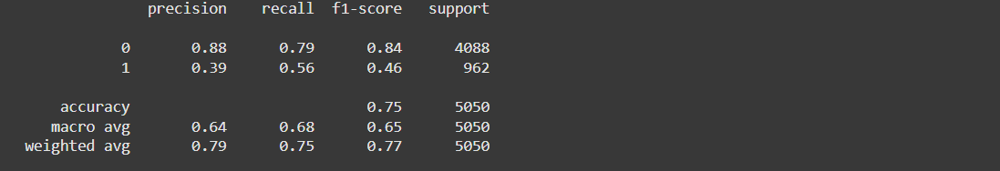 precision recall f1-score support
0 0.88 0.79 0.84 4088
1 0.39 0.56 0.46 962
accuracy 0.75 5050
macro avg 0.64 0.68 0.65 5050
weighted avg 0.79 0.75 0.77 5050